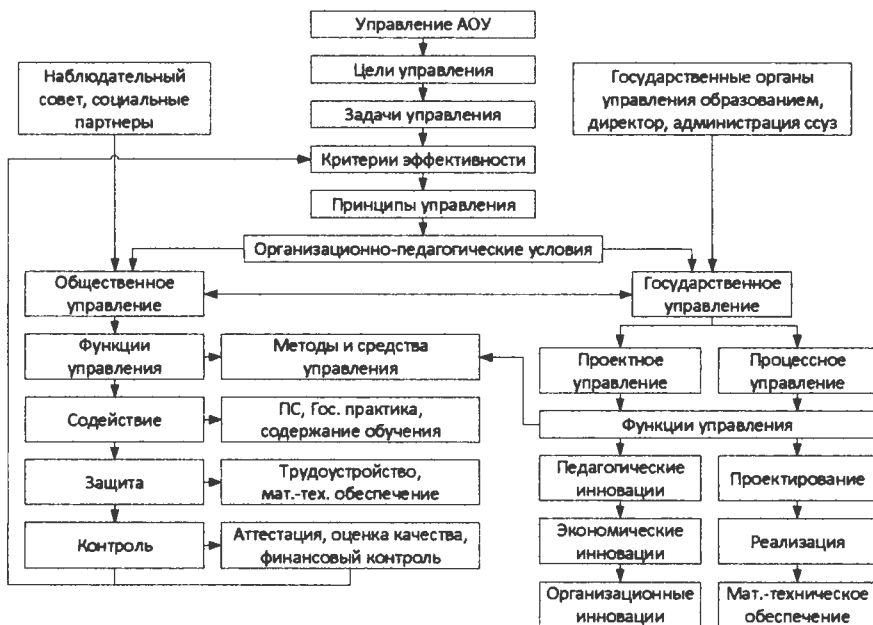 Управление АОУ
Цели управления
Задачи управления
Критерии эффективности
Принципы управления
Организационно-педагогические условия
Наблюдательный
совет, социальные
партнеры
Государственные органы
управления образованием,
директор, администрация ссуз
Общественное
управление
Государственное
управление
Функции
управления
Методы и средства
управления
Проектное
управление
Процессное
управление
Содействие
ПС, Гос. практика,
содержание обучения
Функции управления
Защита
Трудоустройство,
мат.-тех. обеспечение
Педагогические
инновации
Проектирование
Контроль
Аттестация, оценка качества,
финансовый контроль
Экономические
инновации
Реализация
Организационные
инновации
Мат.-техническое
обеспечение